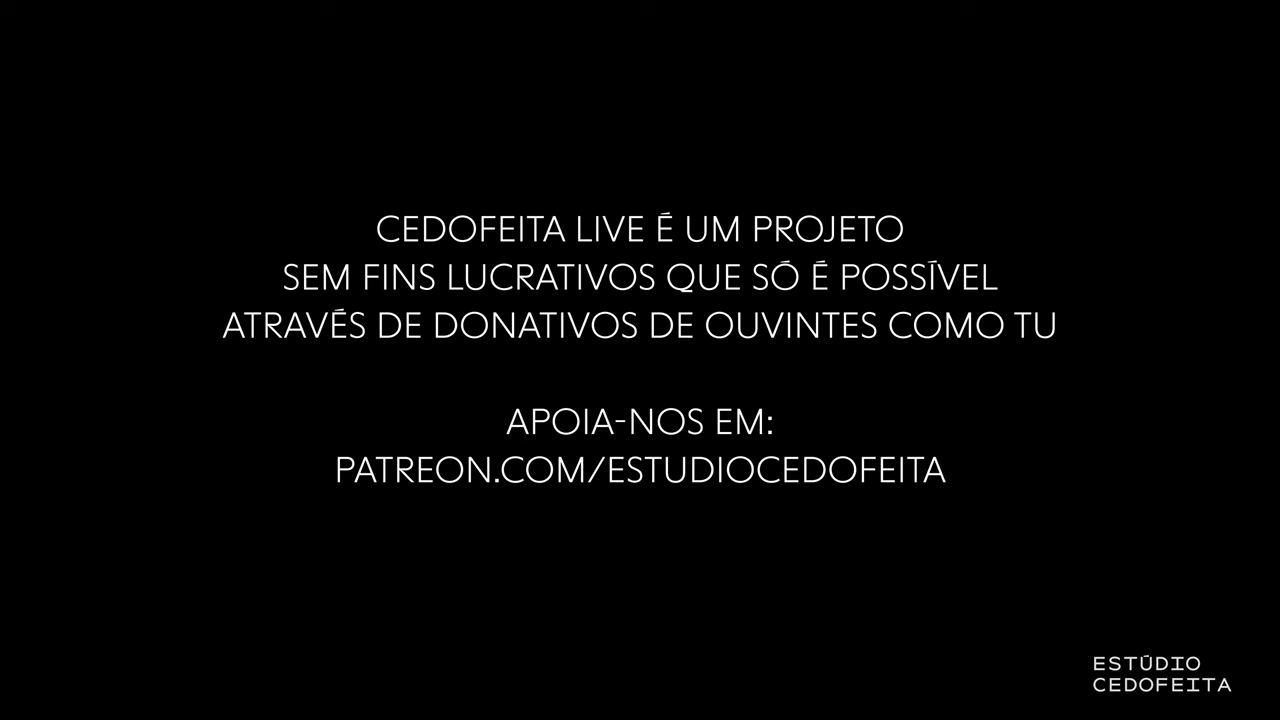 CEDOFEITA LIVE É UM PROJETO
SEM FINS LUCRATIVOS QUE SÓ É POSSÍVEL
ATRAVÉS DE DONATIVOS DE OUVINTES COMO TU
APOIA-NOS EM:
PATREON.COM/ESTUDIOCEDOFEITA
ESTÚDIO
CEDOFEITA